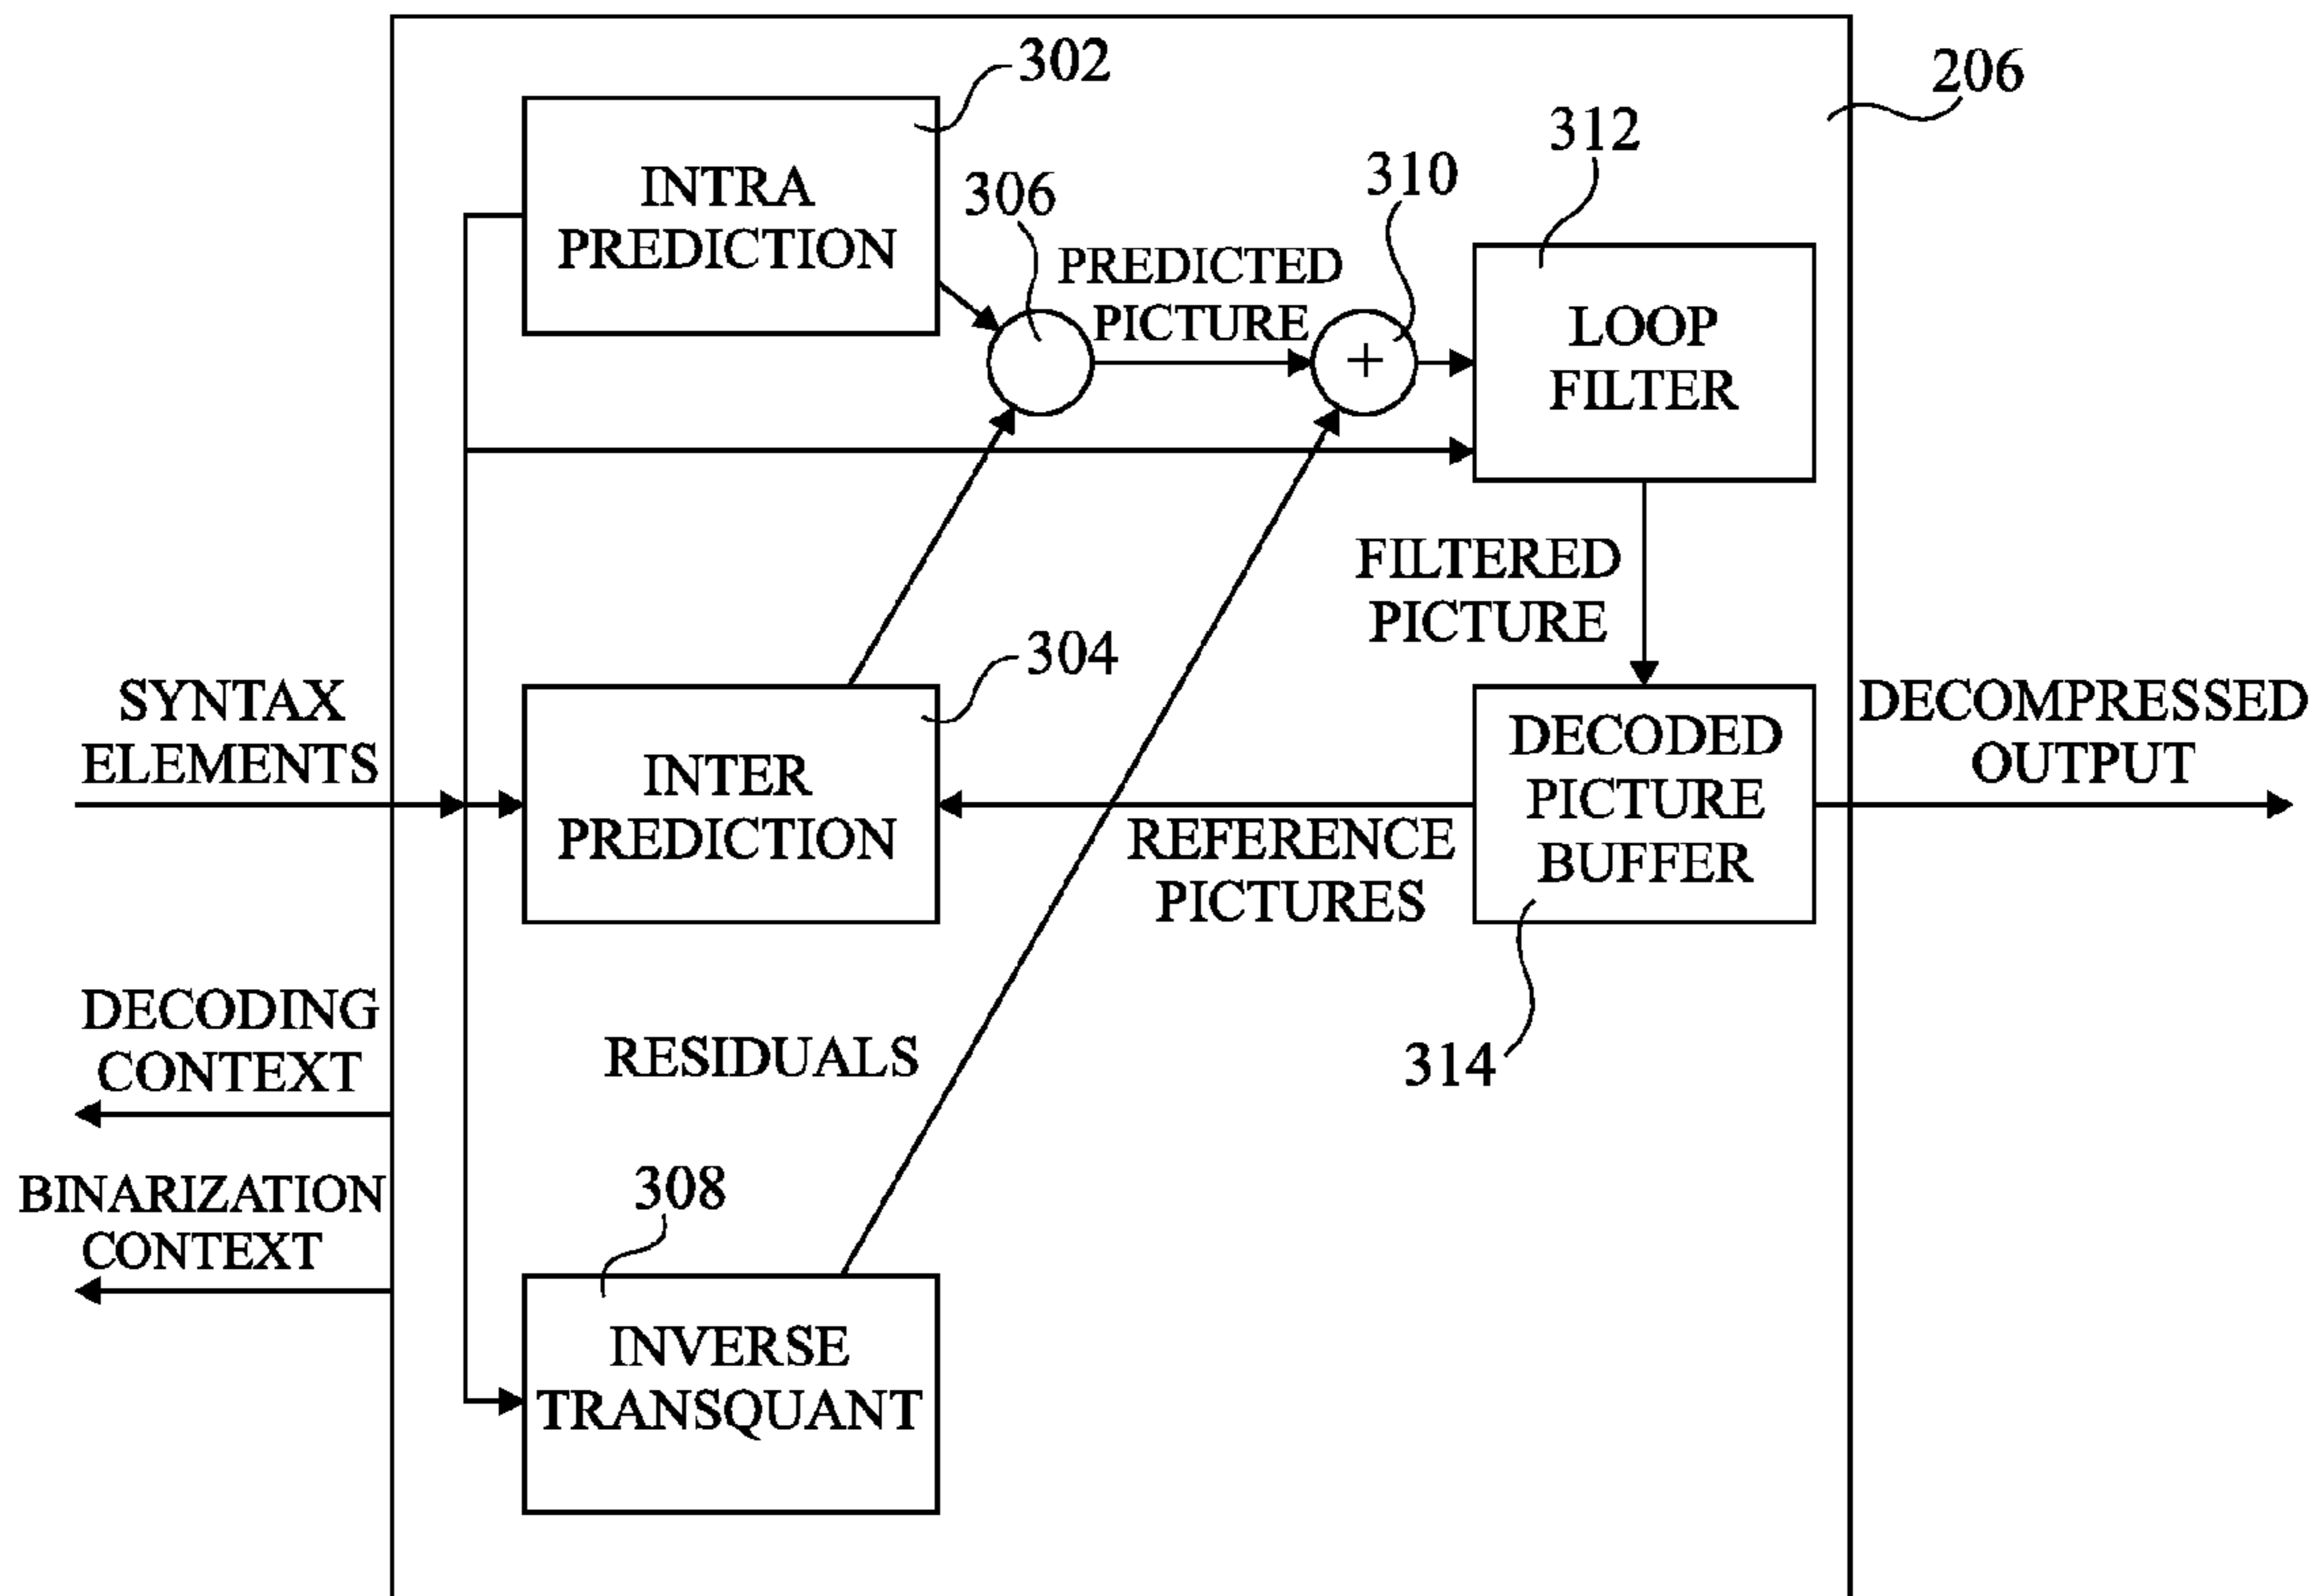 302
206
312
310
INTRA
PREDICTION
306
PREDICTED
PICTURE
+
LOOP
FILTER
FILTERED
PICTURE
304
SYNTAX
ELEMENTS
INTER
PREDICTION
REFERENCE
PICTURES
DECODED
PICTURE
BUFFER
DECOMPRESSED
OUTPUT
314
DECODING
CONTEXT
RESIDUALS
BINARIZATION
CONTEXT
308
INVERSE
TRANSQUANT